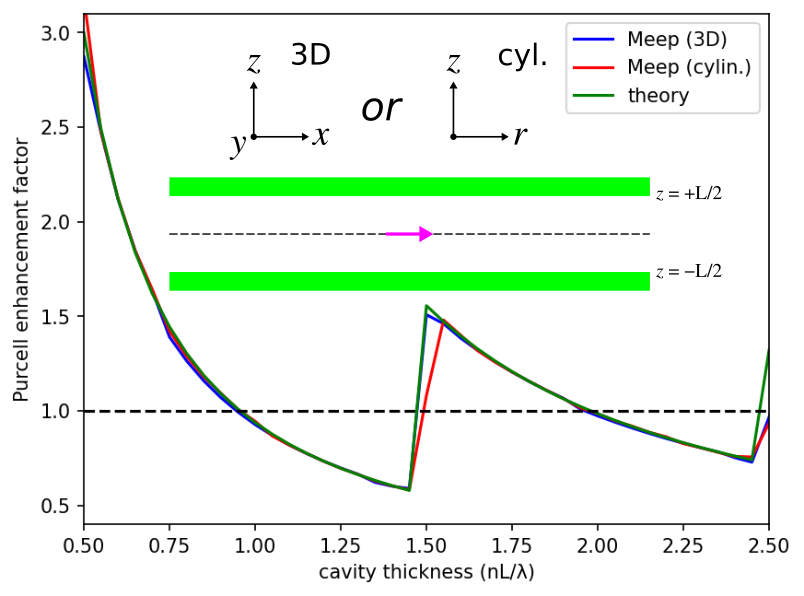 3.0
2.5
2.0
1.5
1.0
0.5
Purcell enhancement factor
z 3D
y x
or
z cyl.
r
Meep (3D)
Meep (cylin.)
theory
z = +L/2
z = −L/2
0.50 0.75 1.00 1.25 1.50 1.75 2.00 2.25 2.50
cavity thickness (nL/λ)